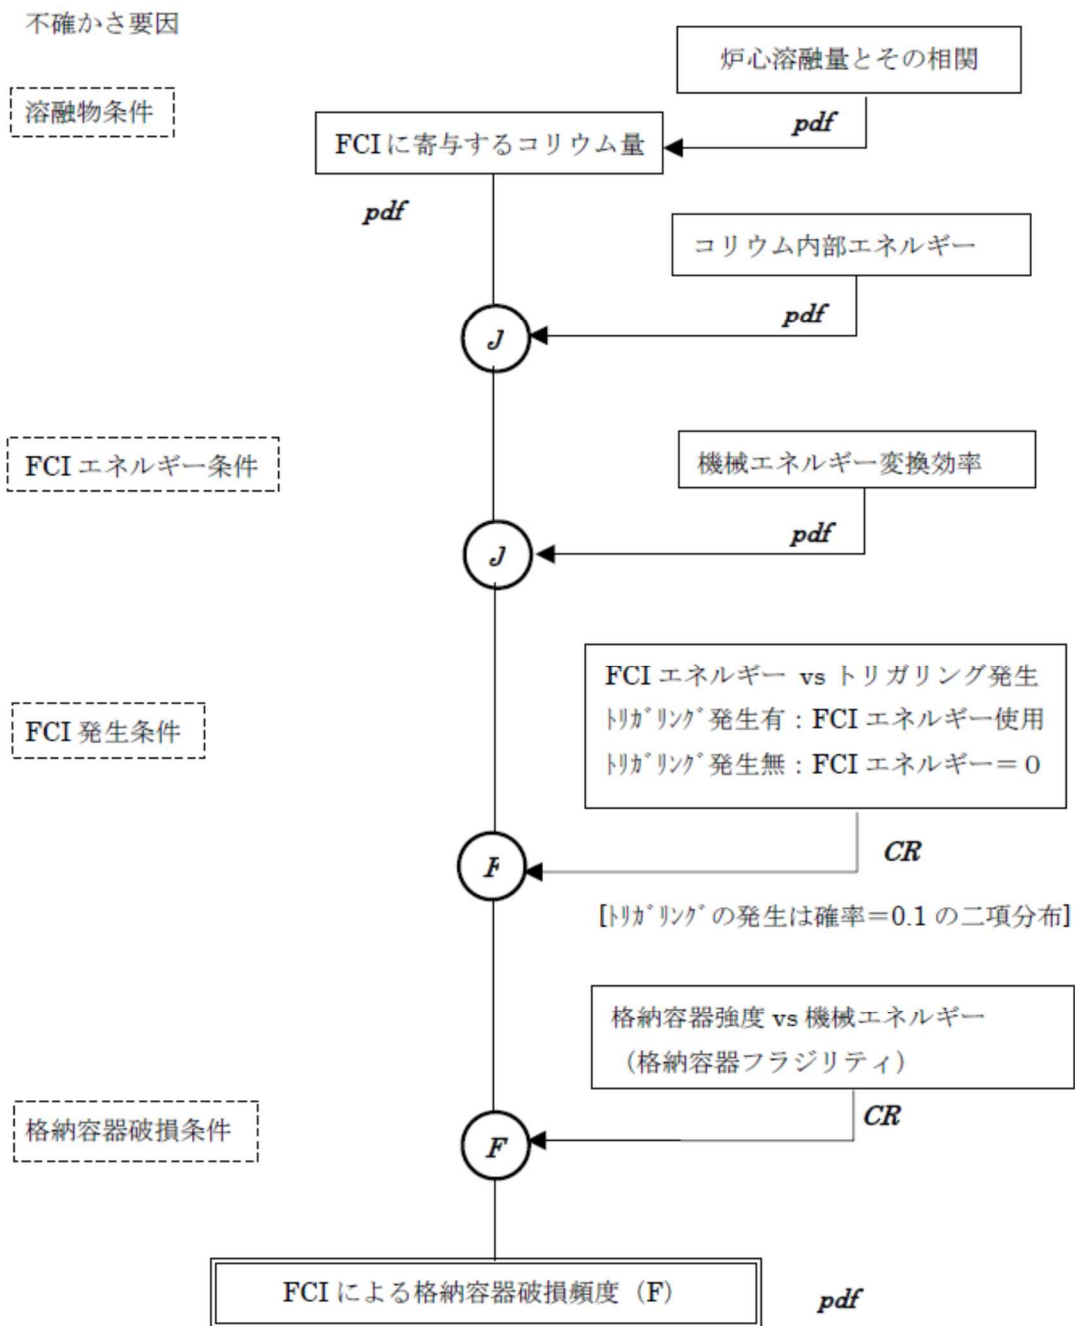 不確かさ要因
炉心溶融量とその相関
溶融物条件
pdf
FCIに寄与するコリウム量
pdf
コリウム内部エネルギー
pdf
J
FCIエネルギー条件
機械エネルギー変換効率
pdf
J
FCIエネルギー vs トリガリング発生
ﾄﾘｶﾞﾘﾝｸﾞ発生有：FCIエネルギー使用
ﾄﾘｶﾞﾘﾝｸﾞ発生無：FCIエネルギー＝０
FCI発生条件
CR
F
[ﾄﾘｶﾞﾘﾝｸﾞの発生は確率＝0.1の二項分布]
格納容器強度 vs 機械エネルギー
（格納容器フラジリティ）
CR
格納容器破損条件
F
FCIによる格納容器破損頻度（F）
pdf